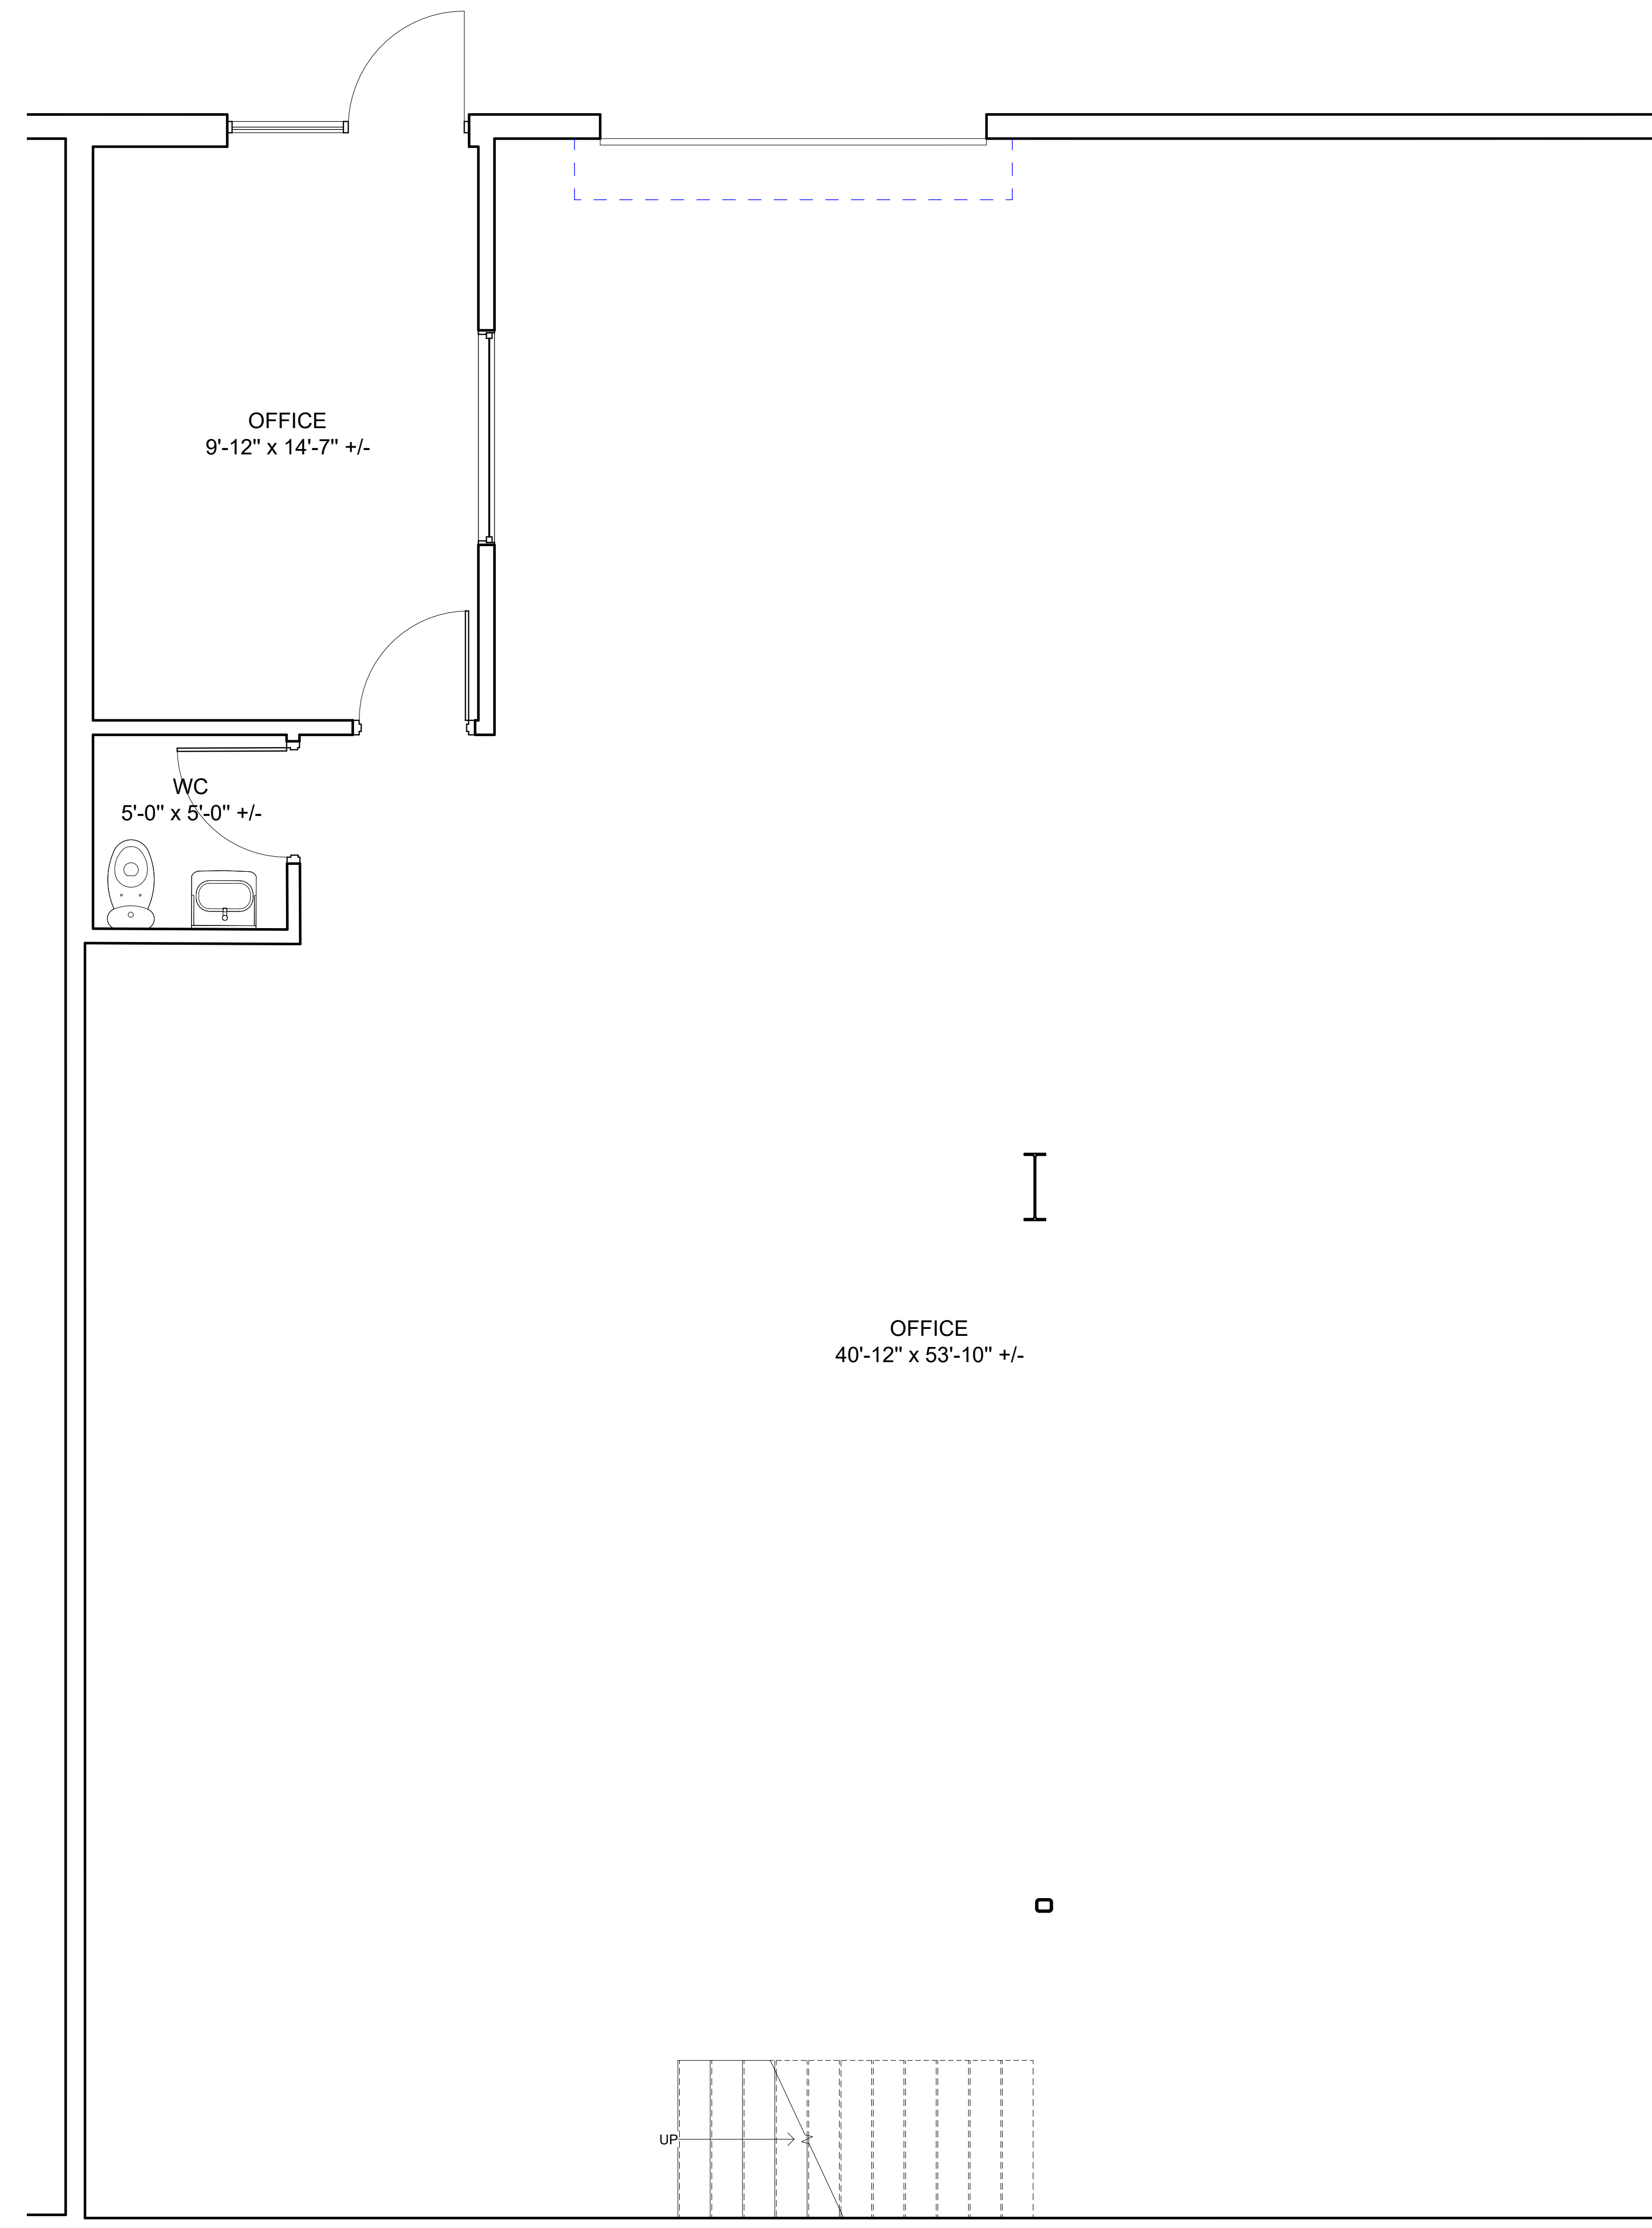 OFFICE
9'-12" x 14'-7" +/-
WC
5'-0" x 5'-0" +/-
OFFICE
40'-12" x 53'-10" +/-
UP